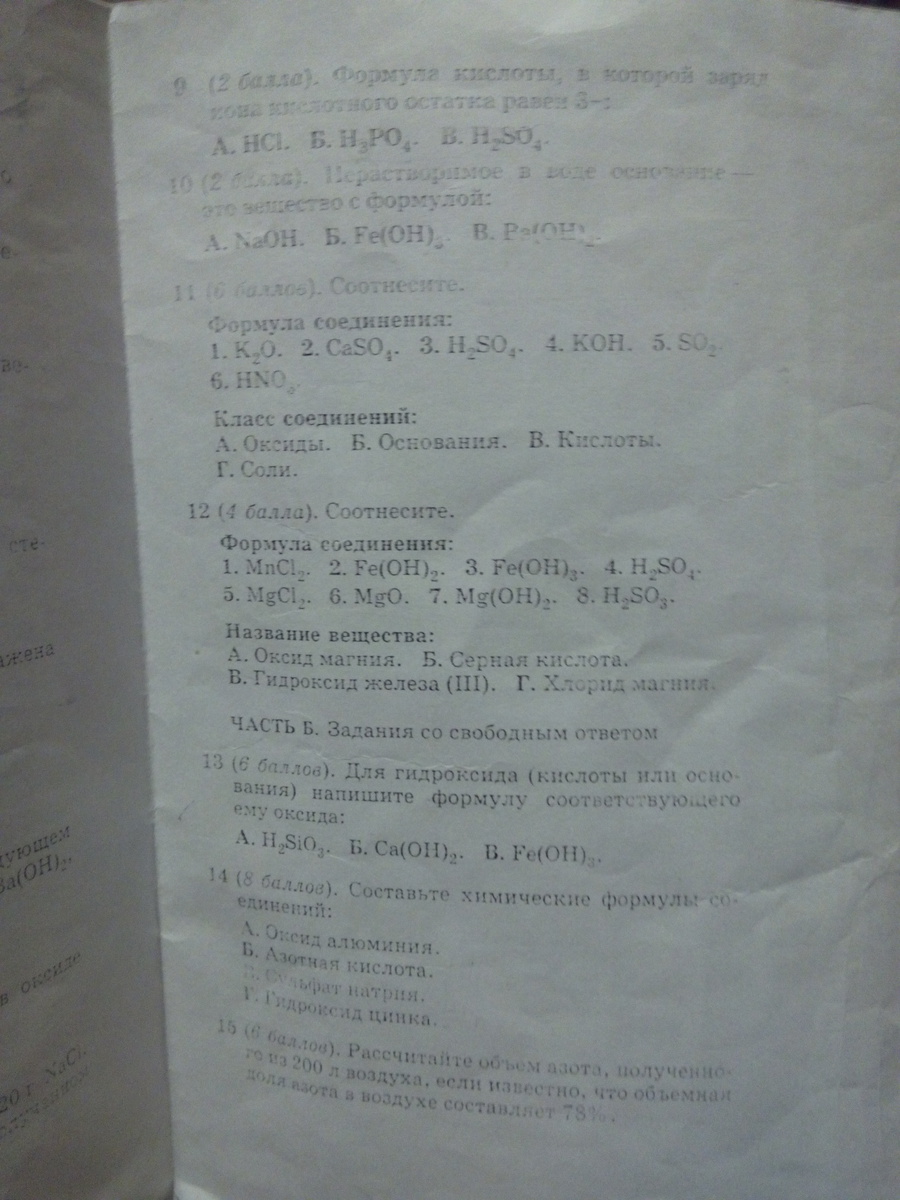 9 (2 балла). Формула кислоты, в которой заряд
иона кислотного остатка равен 3–:
А. HCl. Б. H₃PO₄. В. H₂SO₄.
10 (2 балла). Нерастворимое в воде основание —
это вещество с формулой:
А. NaOH. Б. Fe(OH)₃. В. Ba(OH)₂.
11 (6 баллов). Соотнесите.
Формула соединения:
1. K₂O. 2. CaSO₄. 3. H₂SO₄. 4. KOH. 5. SO₂.
6. HNO₃.
Класс соединений:
А. Оксиды. Б. Основания. В. Кислоты.
Г. Соли.
12 (4 балла). Соотнесите.
Формула соединения:
1. MnCl₂. 2. Fe(OH)₂. 3. Fe(OH)₃. 4. H₂SO₄.
5. MgCl₂. 6. MgO. 7. Mg(OH)₂. 8. H₂SO₃.
Название вещества:
А. Оксид магния. Б. Серная кислота.
В. Гидроксид железа (III). Г. Хлорид магния.
ЧАСТЬ Б. Задания со свободным ответом
13 (6 баллов). Для гидроксида (кислоты или осно-
вания) напишите формулу соответствующего
ему оксида:
А. H₂SiO₃. Б. Ca(OH)₂. В. Fe(OH)₃.
14 (8 баллов). Составьте химические формулы со-
единений:
А. Оксид алюминия.
Б. Азотная кислота.
В. Сульфат натрия.
Г. Гидроксид цинка.
15 (6 баллов). Рассчитайте объем азота, полученно-
го из 200 л воздуха, если известно, что объемная
доля азота в воздухе составляет 78%.